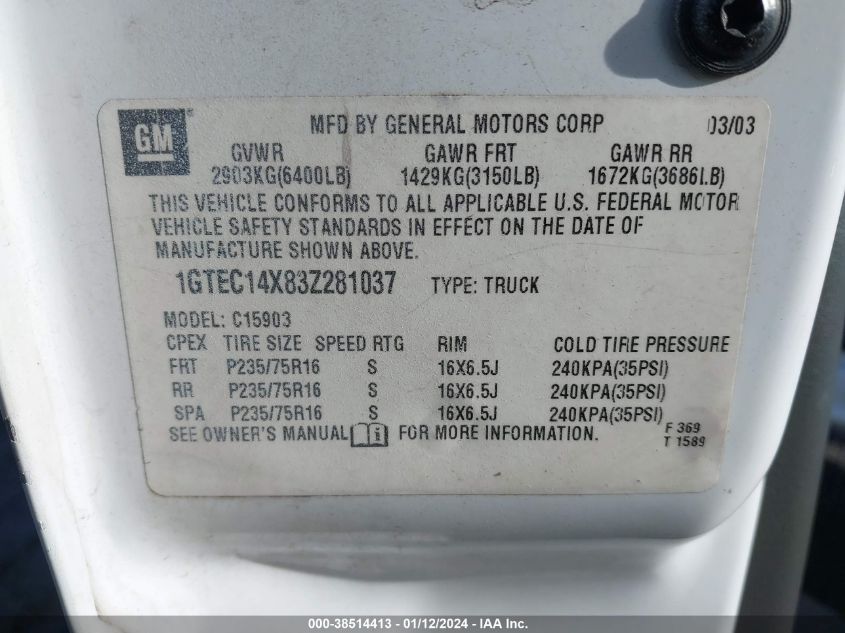 GM
MFD BY GENERAL MOTORS CORP 03/03
GVWR GAWR FRT GAWR RR
2903KG(6400LB) 1429KG(3150LB) 1672KG(3686LB)
THIS VEHICLE CONFORMS TO ALL APPLICABLE U.S. FEDERAL MOTOR
VEHICLE SAFETY STANDARDS IN EFFECT ON THE DATE OF
MANUFACTURE SHOWN ABOVE.
1GTEC14X83Z281037 TYPE: TRUCK
MODEL: C15903
CPEX TIRE SIZE SPEED RTG RIM COLD TIRE PRESSURE
FRT P235/75R16 S 16X6.5J 240KPA(35PSI)
RR P235/75R16 S 16X6.5J 240KPA(35PSI)
SPA P235/75R16 S 16X6.5J 240KPA(35PSI)
SEE OWNER'S MANUAL i FOR MORE INFORMATION. F 369
T 1589
000-38514413 - 01/12/2024 - IAA Inc.